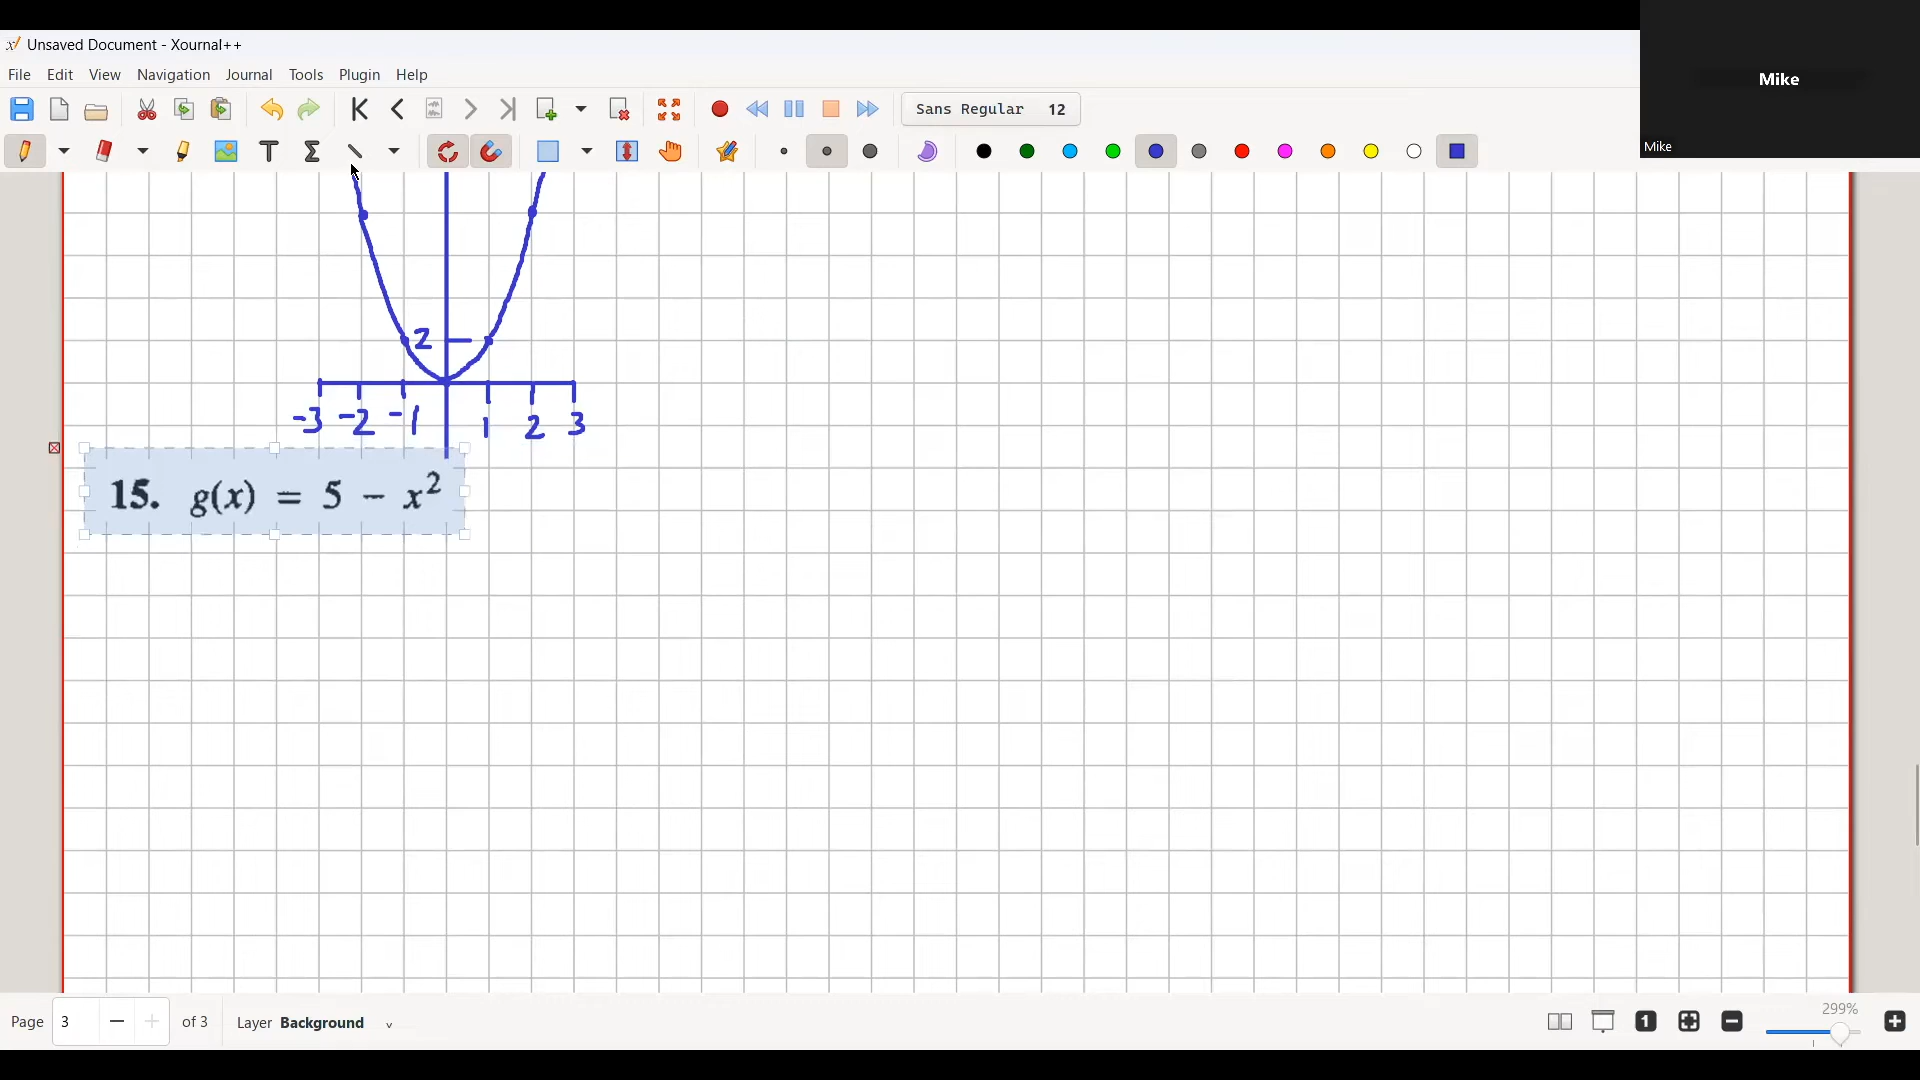 Unsaved Document - Xournal++
Mike
File Edit View Navigation Journal Tools Plugin Help
Sans Regular 12
Mike
2
-3 -2 -1 1 2 3
15. g(x) = 5 − x²
Page 3 of 3 Layer Background
299%